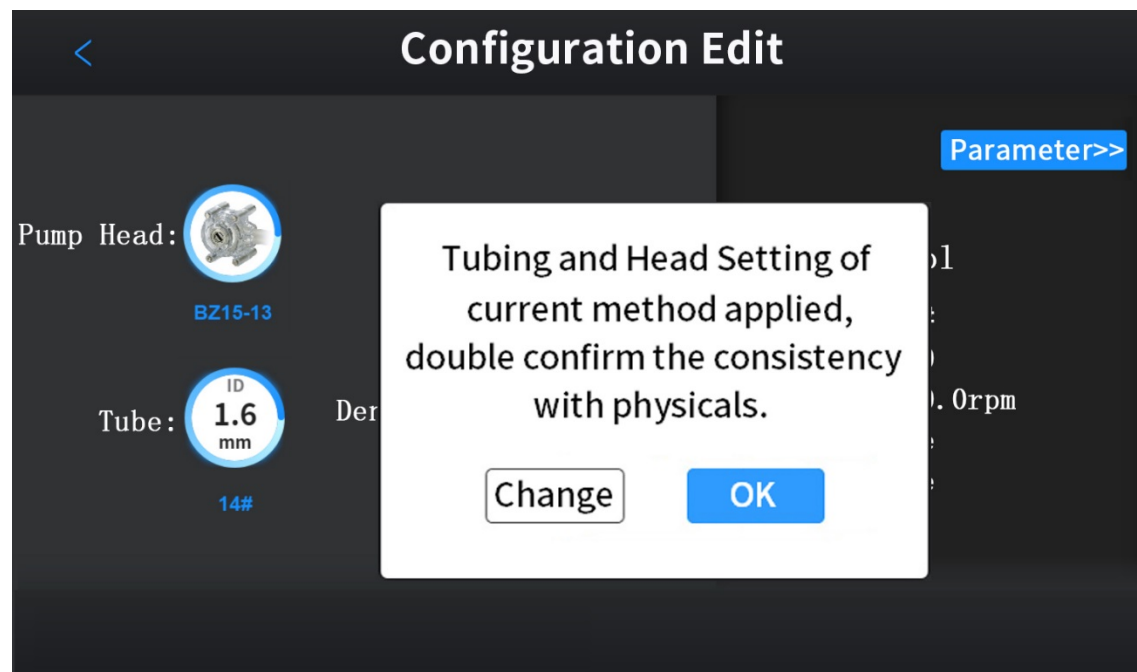 <
Configuration Edit
Parameter>>
Pump Head:
BZ15-13
Tube:
ID
1.6
mm
14#
Tubing and Head Setting of
current method applied,
double confirm the consistency
with physicals.
Change
OK
.0rpm